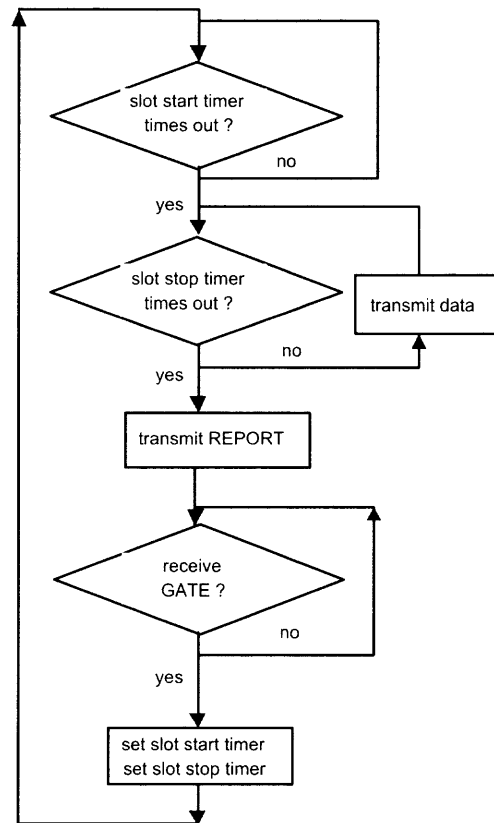 slot start timer
times out ?
no
yes
slot stop timer
times out ?
transmit data
no
yes
transmit REPORT
receive
GATE ?
no
yes
set slot start timer
set slot stop timer